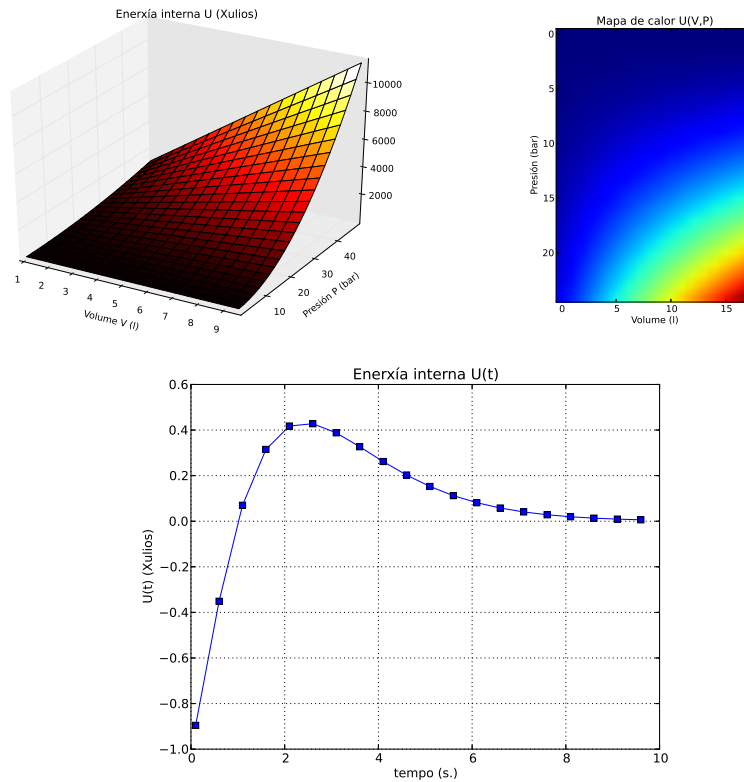 Enerxía interna U (Xulios)
10000
8000
6000
4000
2000
40
30
20
10
Presión P (bar)
1 2 3 4 5 6 7 8 9
Volume V (l)
Mapa de calor U(V,P)
0
5
10
15
20
Presión (bar)
0 5 10 15
Volume (l)
Enerxía interna U(t)
0.6
0.4
0.2
0.0
−0.2
−0.4
−0.6
−0.8
−1.0
U(t) (Xulios)
0 2 4 6 8 10
tempo (s.)